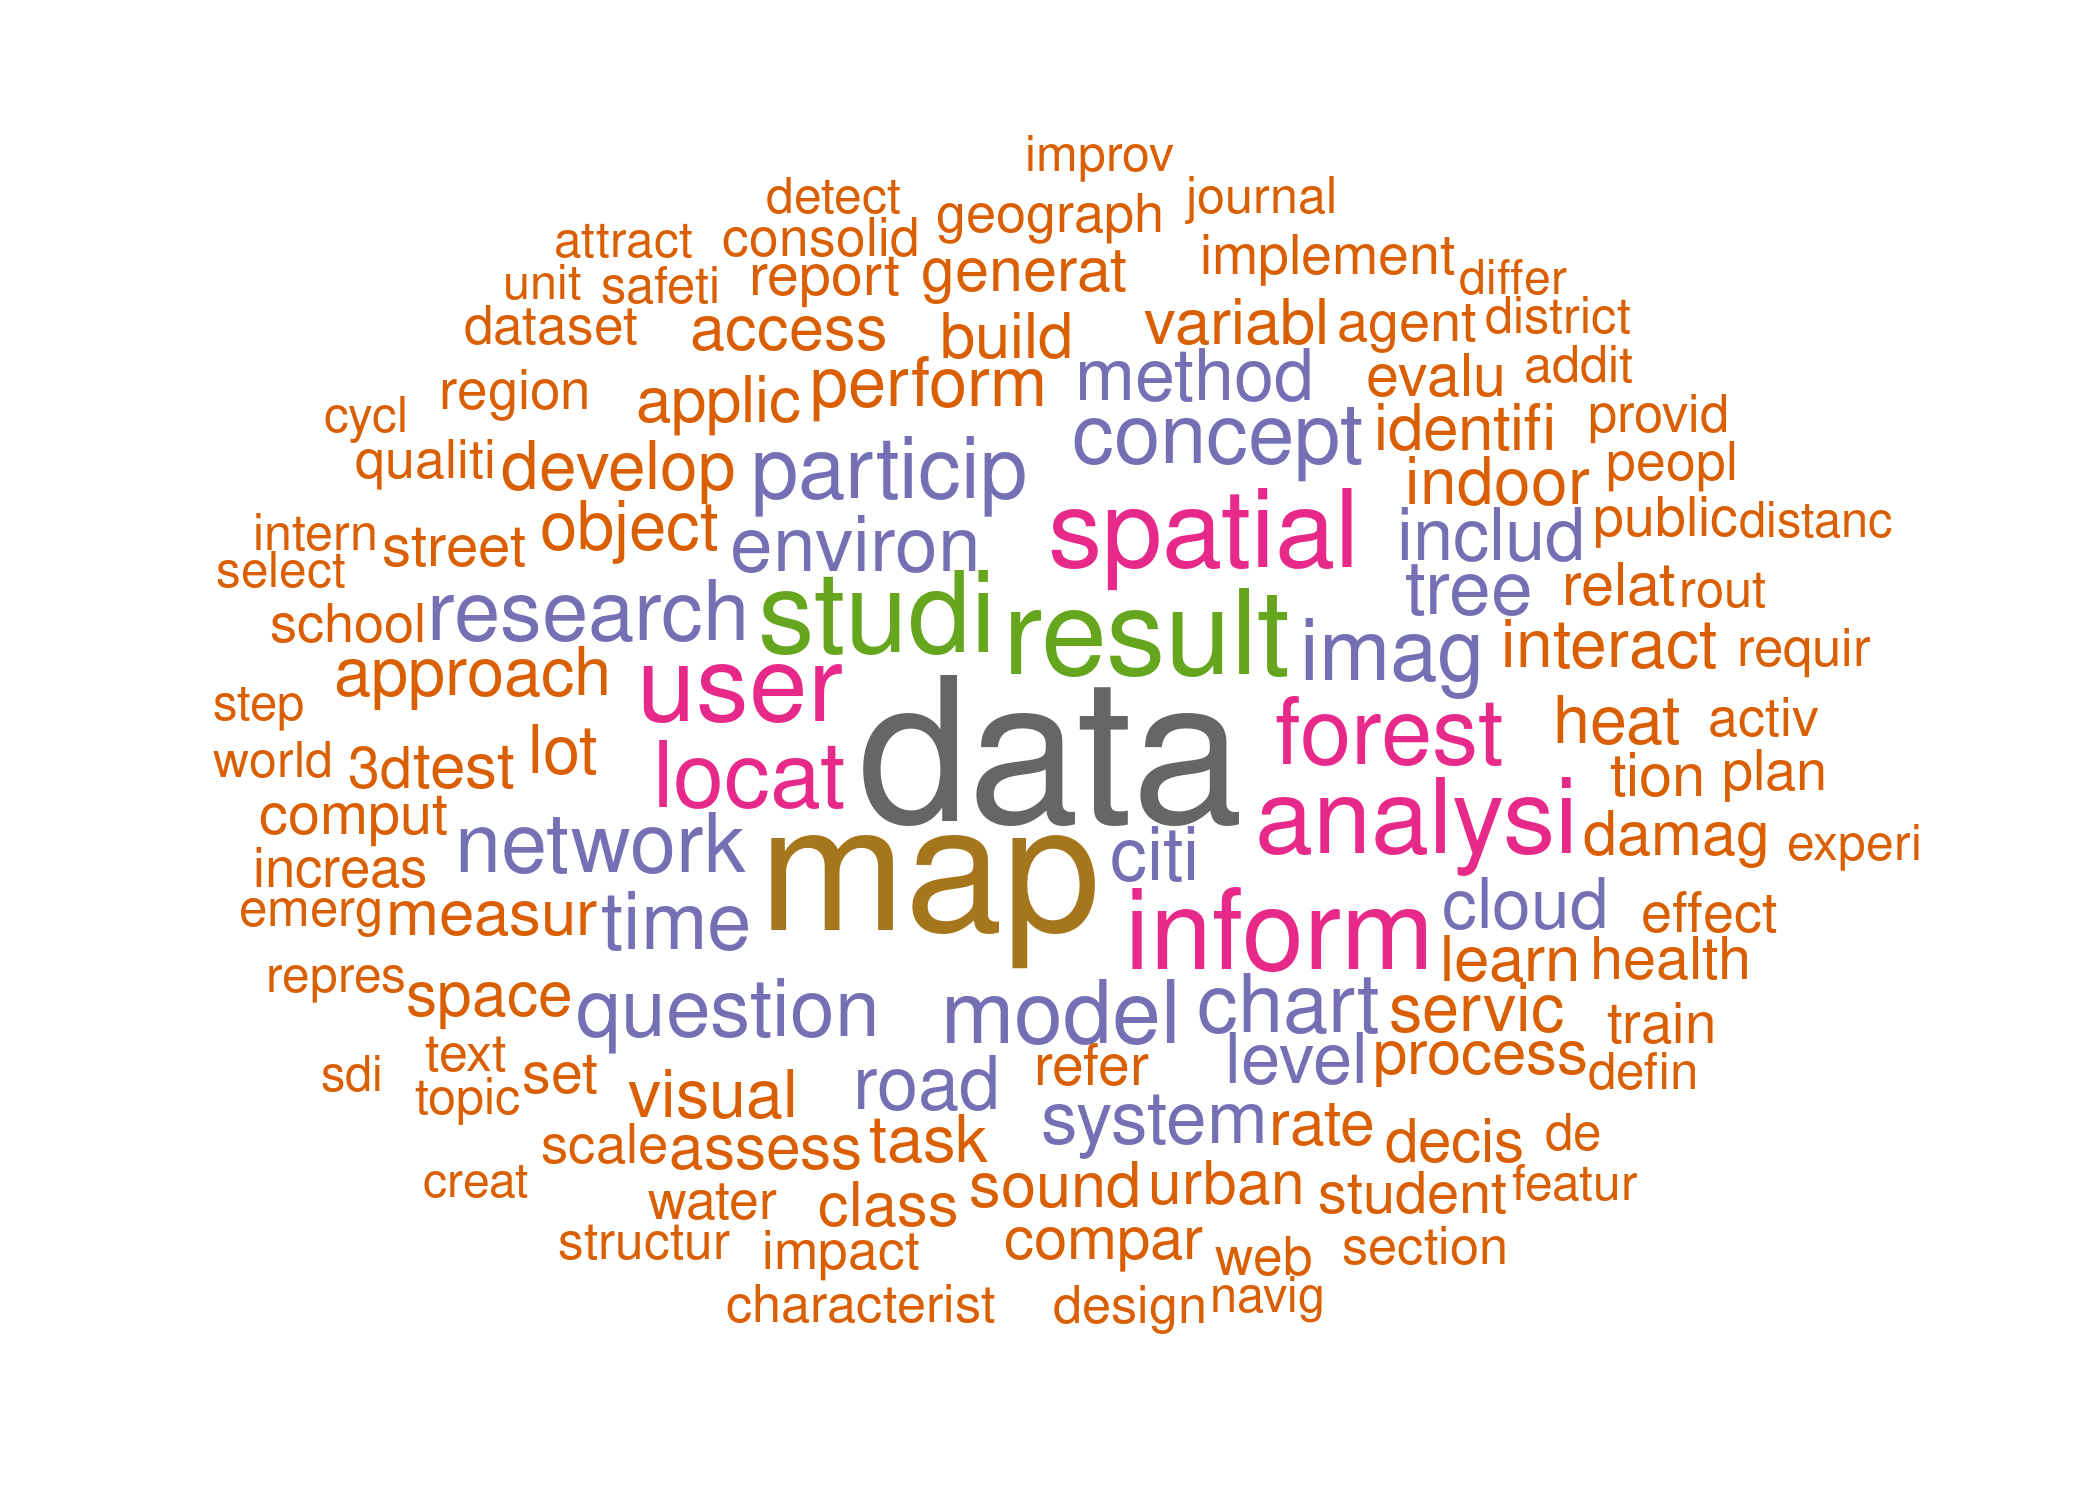 improv
detect geograph journal
attract consolid implement
unit safeti report generat differ
dataset access build variabl agent district
region applic perform method evalu addit
cycl concept identifi provid
qualiti develop particip indoor peopl
intern street object environ spatial includ public distanc
select studi result tree relat rout
school research imag interact requir
approach user forest heat activ
step data
world 3d test lot locat tion plan
comput network map citi analysi damag experi
increas
emerg measur time inform cloud effect
repres space learn health
question model chart servic train
text set refer level process defin
sdi topic visual road
scale assess task system rate decis de
creat water class sound urban student featur
structur impact compar web section
characterist design navig